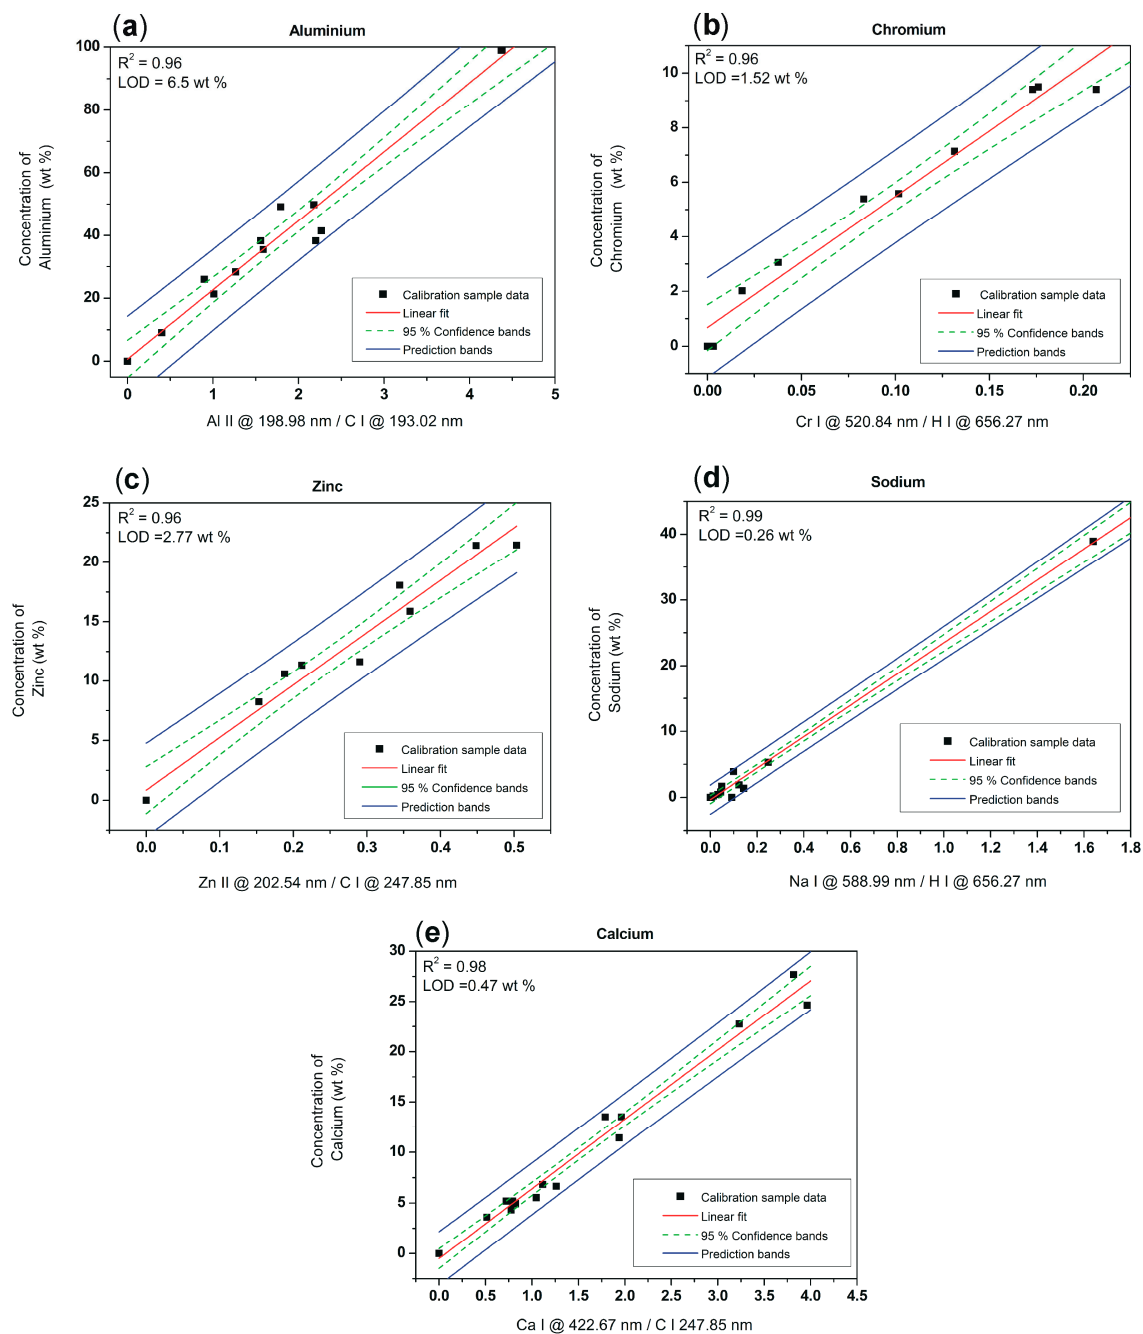 (a)
Aluminium
R2 = 0.96
LOD = 6.5 wt %
Concentration of
Aluminium (wt %)
100
80
60
40
20
0
Calibration sample data
Linear fit
95 % Confidence bands
Prediction bands
0 1 2 3 4 5
Al II @ 198.98 nm / C I @ 193.02 nm
(b)
Chromium
R2 = 0.96
LOD =1.52 wt %
Concentration of
Chromium (wt %)
10
8
6
4
2
0
Calibration sample data
Linear fit
95 % Confidence bands
Prediction bands
0.00 0.05 0.10 0.15 0.20
Cr I @ 520.84 nm / H I @ 656.27 nm
(c)
Zinc
R2 = 0.96
LOD =2.77 wt %
Concentration of
Zinc (wt %)
25
20
15
10
5
0
Calibration sample data
Linear fit
95 % Confidence bands
Prediction bands
0.0 0.1 0.2 0.3 0.4 0.5
Zn II @ 202.54 nm / C I @ 247.85 nm
(d)
Sodium
R2 = 0.99
LOD =0.26 wt %
Concentration of
Sodium (wt %)
40
30
20
10
0
Calibration sample data
Linear fit
95 % Confidence bands
Prediction bands
0.0 0.2 0.4 0.6 0.8 1.0 1.2 1.4 1.6 1.8
Na I @ 588.99 nm / H I @ 656.27 nm
(e)
Calcium
R2 = 0.98
LOD =0.47 wt %
Concentration of
Calcium (wt %)
30
25
20
15
10
5
0
Calibration sample data
Linear fit
95 % Confidence bands
Prediction bands
0.0 0.5 1.0 1.5 2.0 2.5 3.0 3.5 4.0 4.5
Ca I @ 422.67 nm / C I 247.85 nm